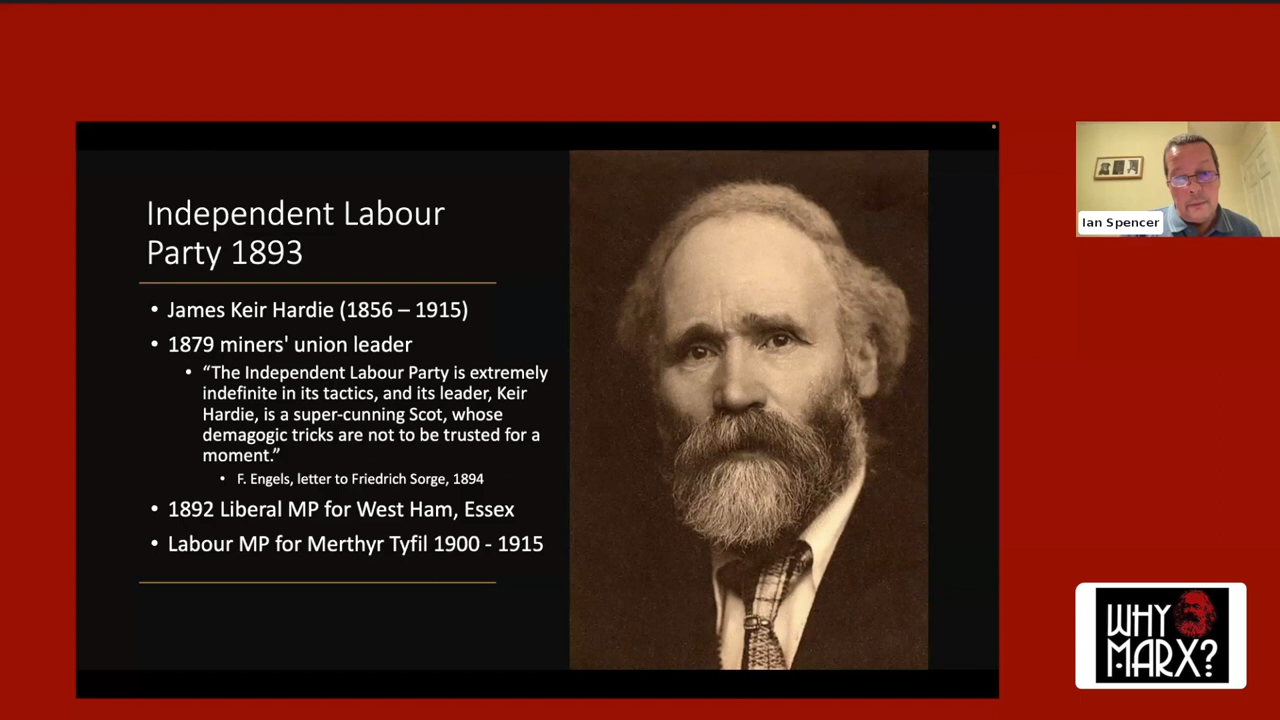 Independent Labour
Party 1893
• James Keir Hardie (1856 – 1915)
• 1879 miners' union leader
• “The Independent Labour Party is extremely
indefinite in its tactics, and its leader, Keir
Hardie, is a super-cunning Scot, whose
demagogic tricks are not to be trusted for a
moment.”
• F. Engels, letter to Friedrich Sorge, 1894
• 1892 Liberal MP for West Ham, Essex
• Labour MP for Merthyr Tyfil 1900 - 1915
Ian Spencer
WHY
MARX?